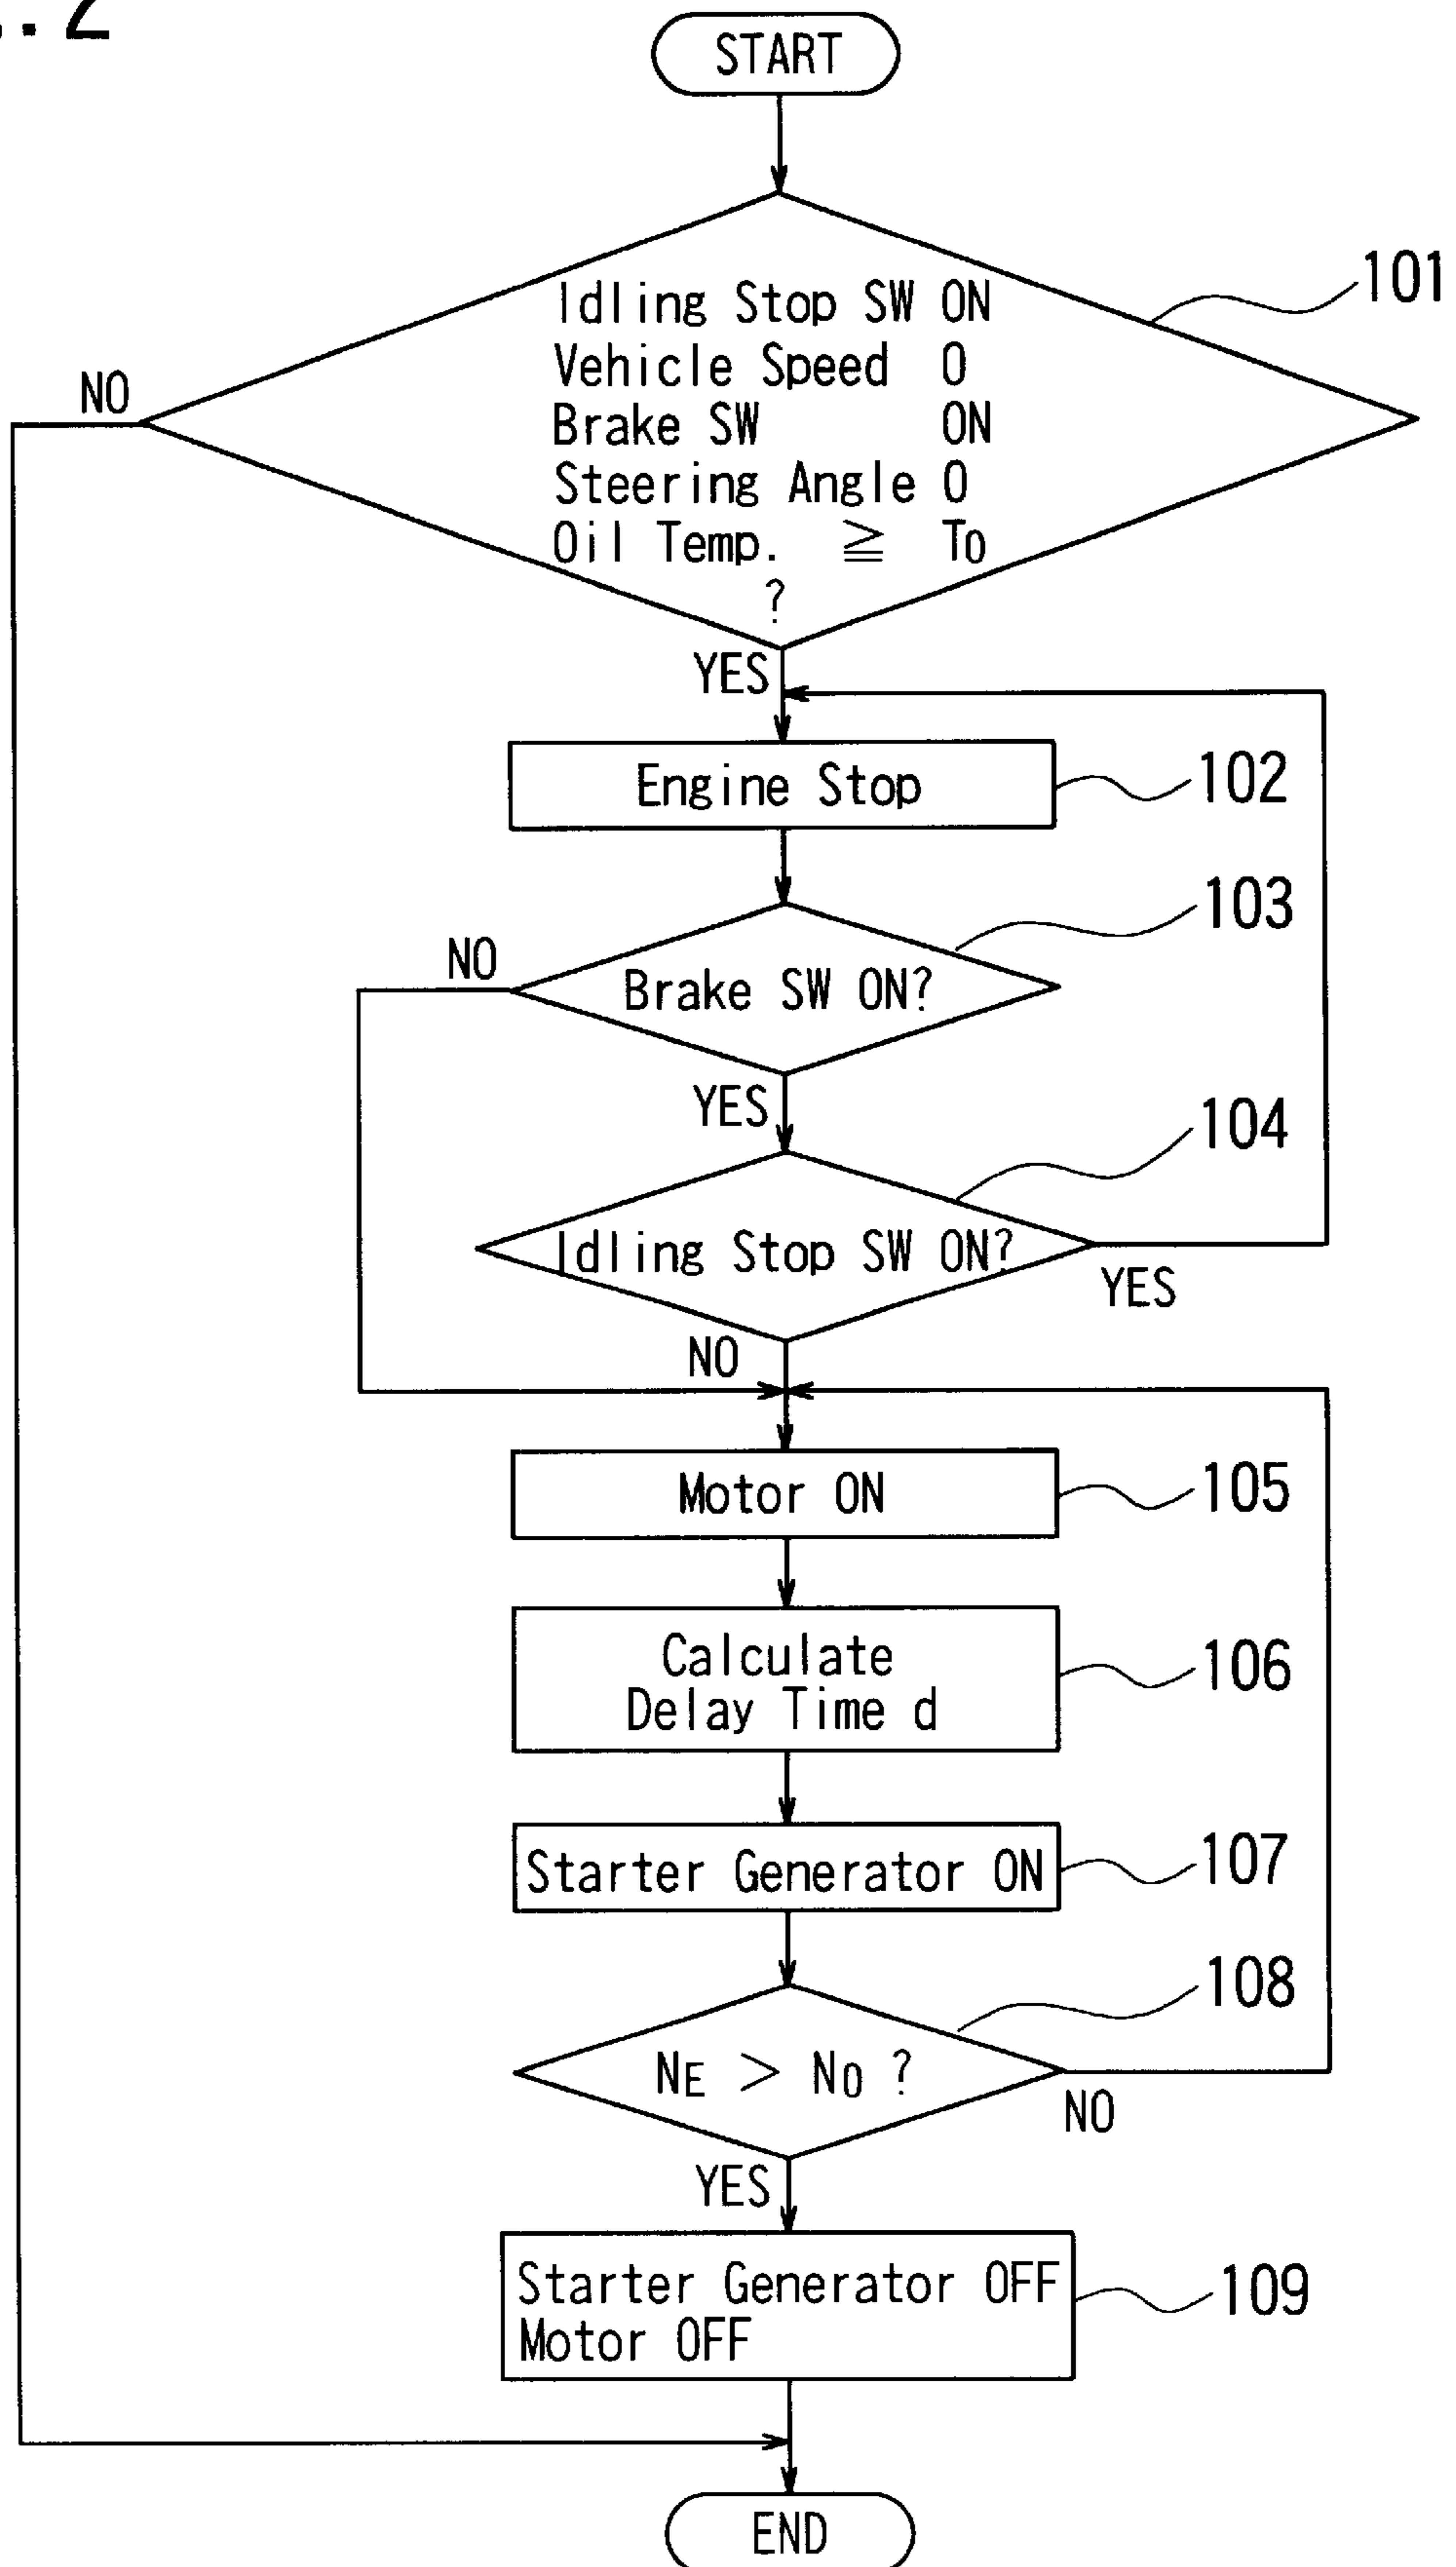 .2
START
101
Idling Stop SW ON
Vehicle Speed 0
Brake SW ON
Steering Angle 0
Oil Temp. ≧ T0
?
NO
YES
Engine Stop
102
103
NO
Brake SW ON?
YES
104
Idling Stop SW ON?
YES
NO
Motor ON
105
Calculate
Delay Time d
106
Starter Generator ON
107
108
NE > N0 ?
NO
YES
Starter Generator OFF
Motor OFF
109
END